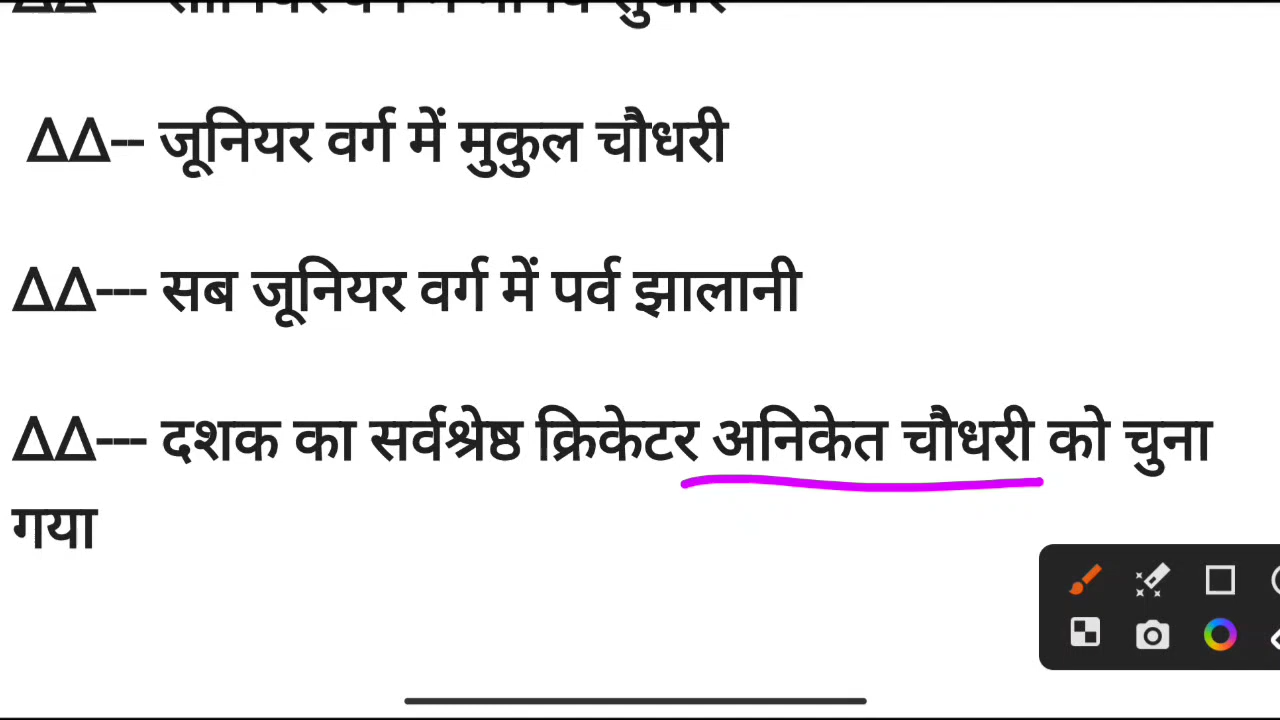 ΔΔ-- जूनियर वर्ग में मुकुल चौधरी
ΔΔ--- सब जूनियर वर्ग में पर्व झालानी
ΔΔ--- दशक का सर्वश्रेष्ठ क्रिकेटर अनिकेत चौधरी को चुना
गया